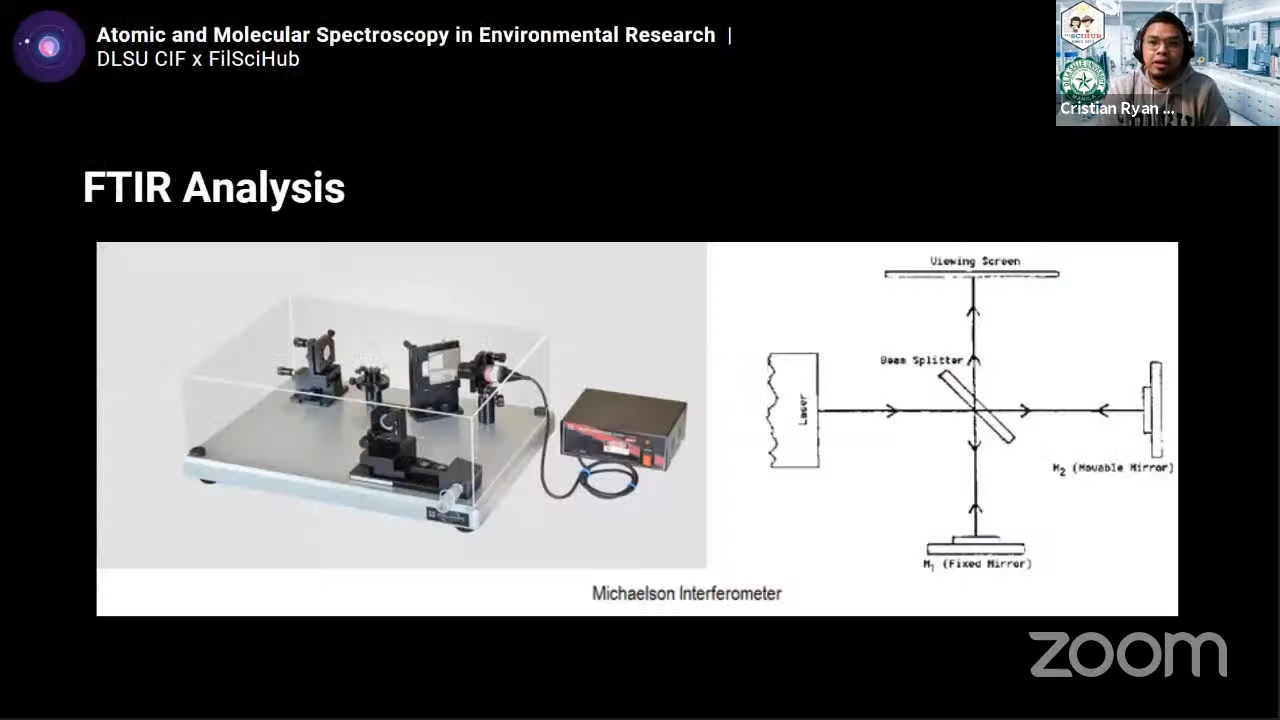 Atomic and Molecular Spectroscopy in Environmental Research |
DLSU CIF x FilSciHub
SCIHUB
Cristian Ryan ...
FTIR Analysis
Viewing Screen
Beam Splitter
Laser
M2 (Movable Mirror)
M1 (Fixed Mirror)
Michaelson Interferometer
zoom